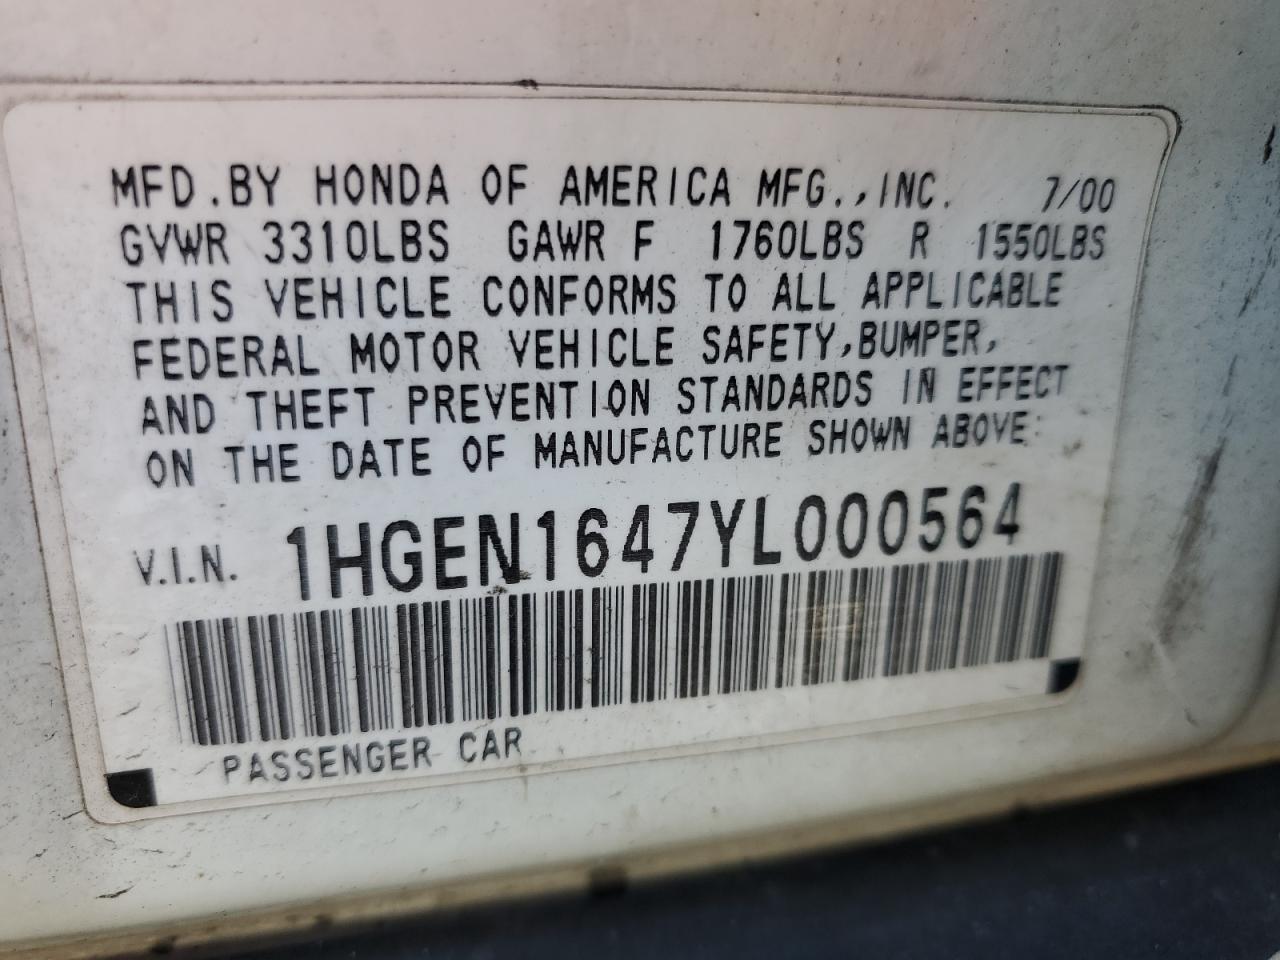 MFD.BY HONDA OF AMERICA MFG.,INC. 7/00
GVWR 3310LBS GAWR F 1760LBS R 1550LBS
THIS VEHICLE CONFORMS TO ALL APPLICABLE
FEDERAL MOTOR VEHICLE SAFETY,BUMPER,
AND THEFT PREVENTION STANDARDS IN EFFECT
ON THE DATE OF MANUFACTURE SHOWN ABOVE:
V.I.N. 1HGEN1647YL000564
PASSENGER CAR